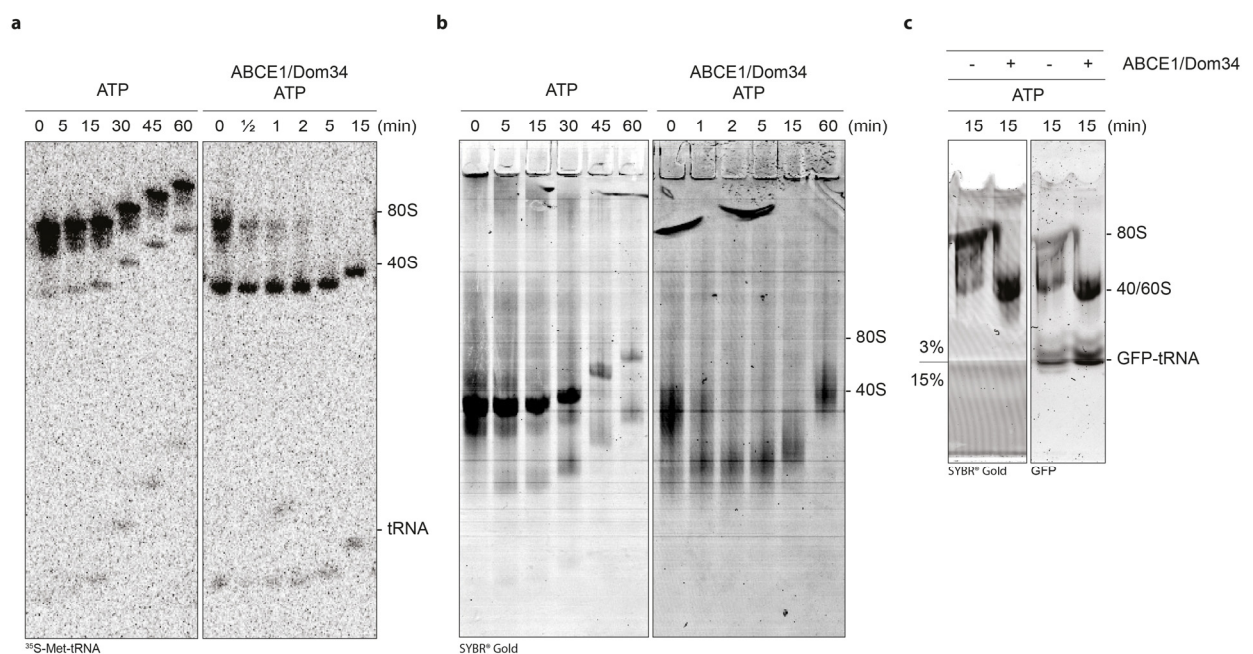 a
ATP
0 5 15 30 45 60
ABCE1/Dom34
ATP
0 ½ 1 2 5 15 (min)
- 80S
- 40S
- tRNA
³⁵S-Met-tRNA
b
ATP
0 5 15 30 45 60
ABCE1/Dom34
ATP
0 1 2 5 15 60 (min)
- 80S
- 40S
SYBR® Gold
c
- + - + ABCE1/Dom34
ATP
15 15 15 15 (min)
- 80S
- 40/60S
3%
- GFP-tRNA
15%
SYBR® Gold GFP